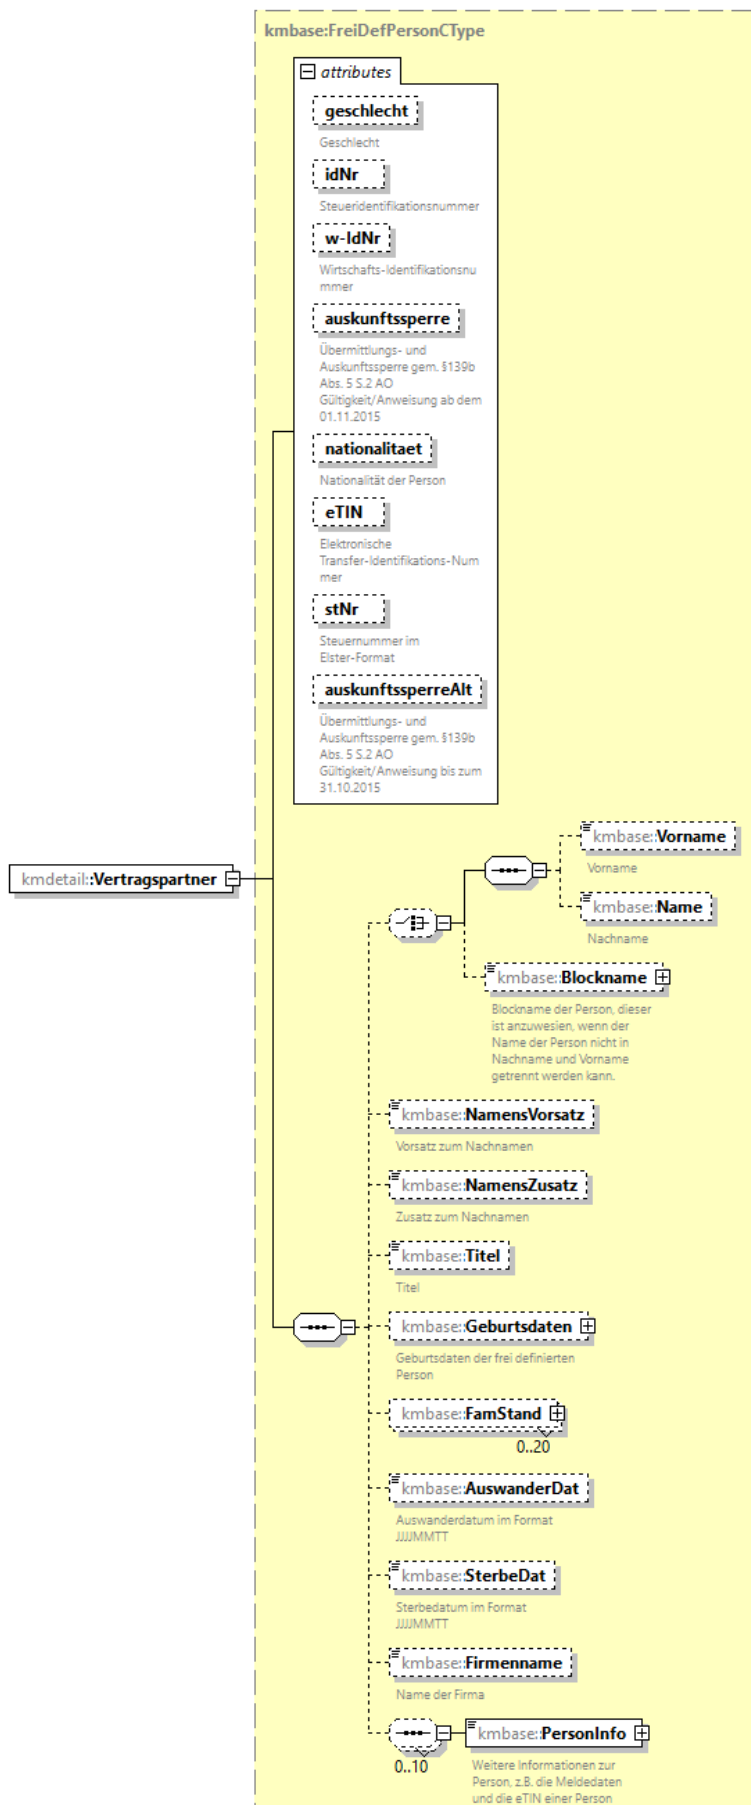 kmbase:FreiDefPersonCType
attributes
geschlecht
Geschlecht
idNr
Steueridentifikationsnummer
w-IdNr
Wirtschafts-Identifikationsnu
mmer
auskunftssperre
Übermittlungs- und
Auskunftssperre gem. §139b
Abs. 5 S.2 AO
Gültigkeit/Anweisung ab dem
01.11.2015
nationalitaet
Nationalität der Person
eTIN
Elektronische
Transfer-Identifikations-Num
mer
stNr
Steuernummer im
Elster-Format
auskunftssperreAlt
Übermittlungs- und
Auskunftssperre gem. §139b
Abs. 5 S.2 AO
Gültigkeit/Anweisung bis zum
31.10.2015
kmdetail::Vertragspartner
kmbase::Vorname
Vorname
kmbase::Name
Nachname
kmbase::Blockname
Blockname der Person, dieser
ist anzuwesien, wenn der
Name der Person nicht in
Nachname und Vorname
getrennt werden kann.
kmbase::NamensVorsatz
Vorsatz zum Nachnamen
kmbase::NamensZusatz
Zusatz zum Nachnamen
kmbase::Titel
Titel
kmbase::Geburtsdaten
Geburtsdaten der frei definierten
Person
kmbase::FamStand
0..20
kmbase::AuswanderDat
Auswanderdatum im Format
JJJJMMTT
kmbase::SterbeDat
Sterbedatum im Format
JJJJMMTT
kmbase::Firmenname
Name der Firma
kmbase::PersonInfo
0..10
Weitere Informationen zur
Person, z.B. die Meldedaten
und die eTIN einer Person